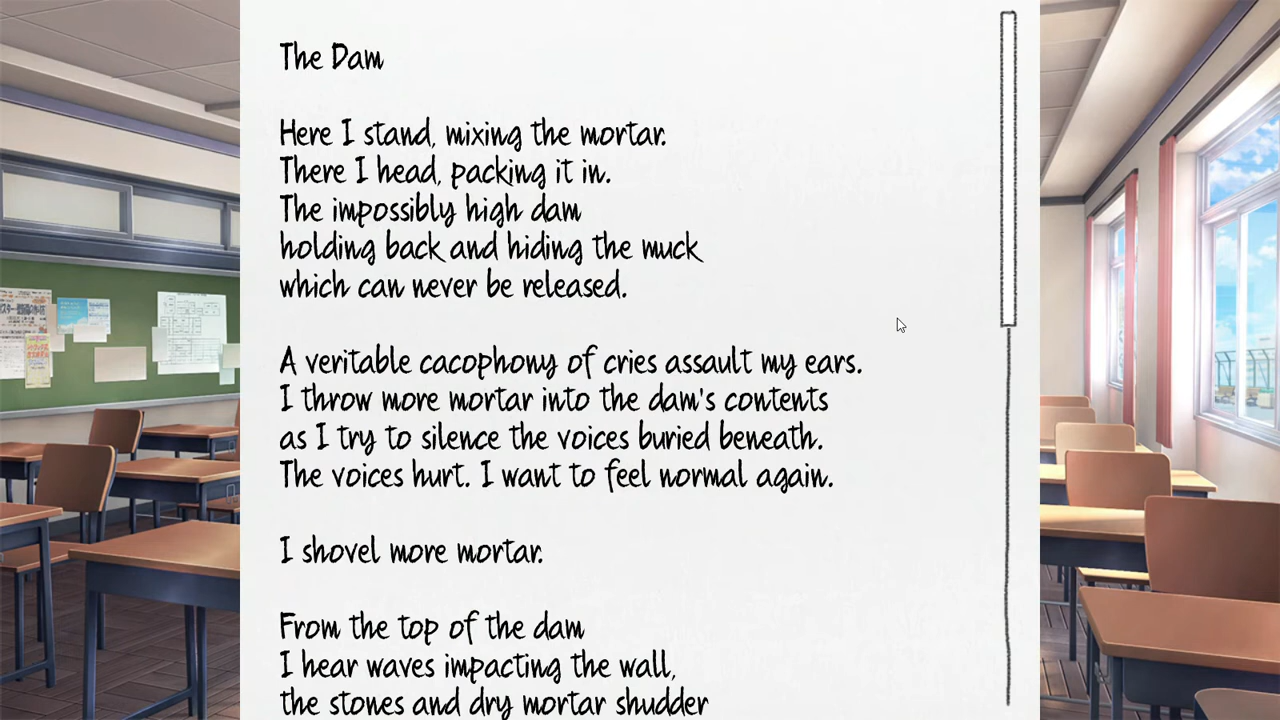 The Dam
Here I stand, mixing the mortar.
There I head, packing it in.
The impossibly high dam
holding back and hiding the muck
which can never be released.
A veritable cacophony of cries assault my ears.
I throw more mortar into the dam's contents
as I try to silence the voices buried beneath.
The voices hurt. I want to feel normal again.
I shovel more mortar.
From the top of the dam
I hear waves impacting the wall,
the stones and dry mortar shudder